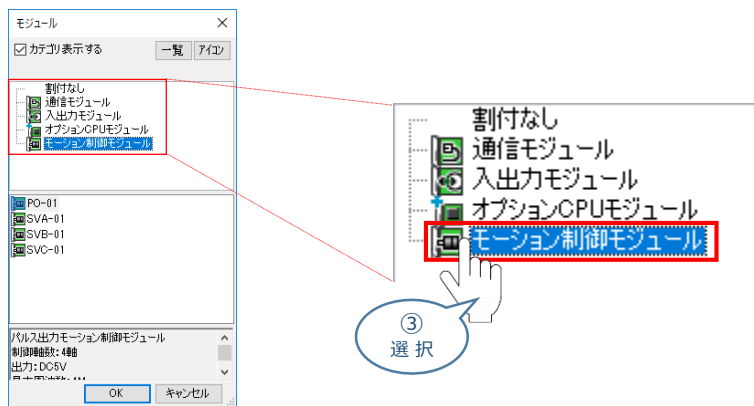 モジュール
カテゴリ表示する
一覧
アイコン
割付なし
通信モジュール
入出力モジュール
オプションCPUモジュール
モーション制御モジュール
PO-01
SVA-01
SVB-01
SVC-01
パルス出力モーション制御モジュール
制御軸数:4軸
出力:DC5V
OK
キャンセル
割付なし
通信モジュール
入出力モジュール
オプションCPUモジュール
モーション制御モジュール
③
選 択